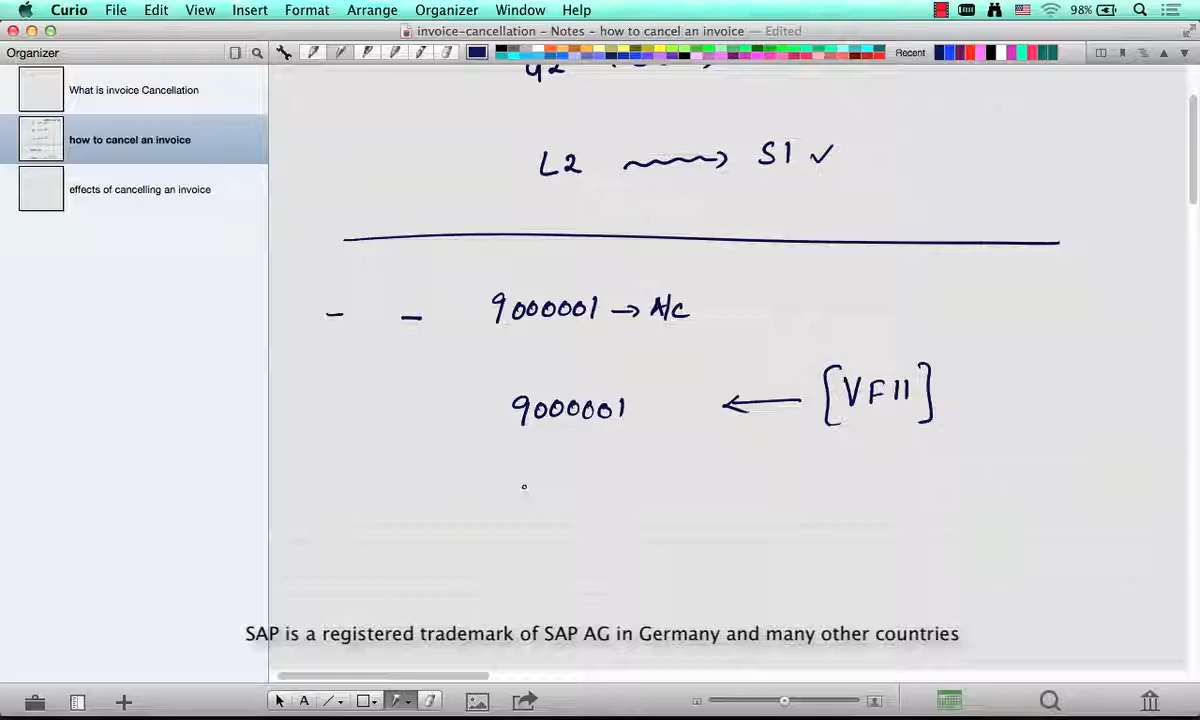 Curio File Edit View Insert Format Arrange Organizer Window Help 98%
invoice-cancellation – Notes - how to cancel an invoice — Edited
Organizer
Recent
What is invoice Cancellation
how to cancel an invoice
effects of cancelling an invoice
L2 → S1 ✓
- - 9000001 → A/C
9000001 ← [VF11]
SAP is a registered trademark of SAP AG in Germany and many other countries
A